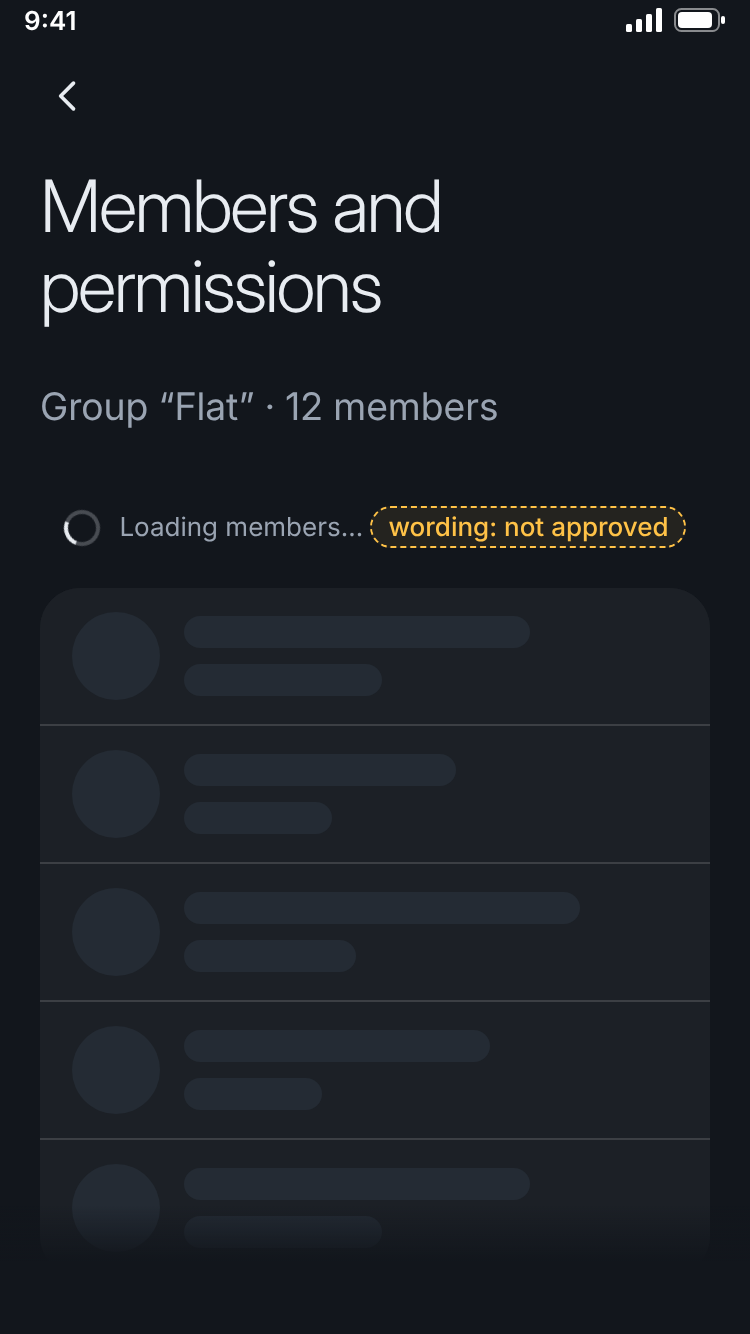 9:41
Members and
permissions
Group “Flat” · 12 members
Loading members... wording: not approved